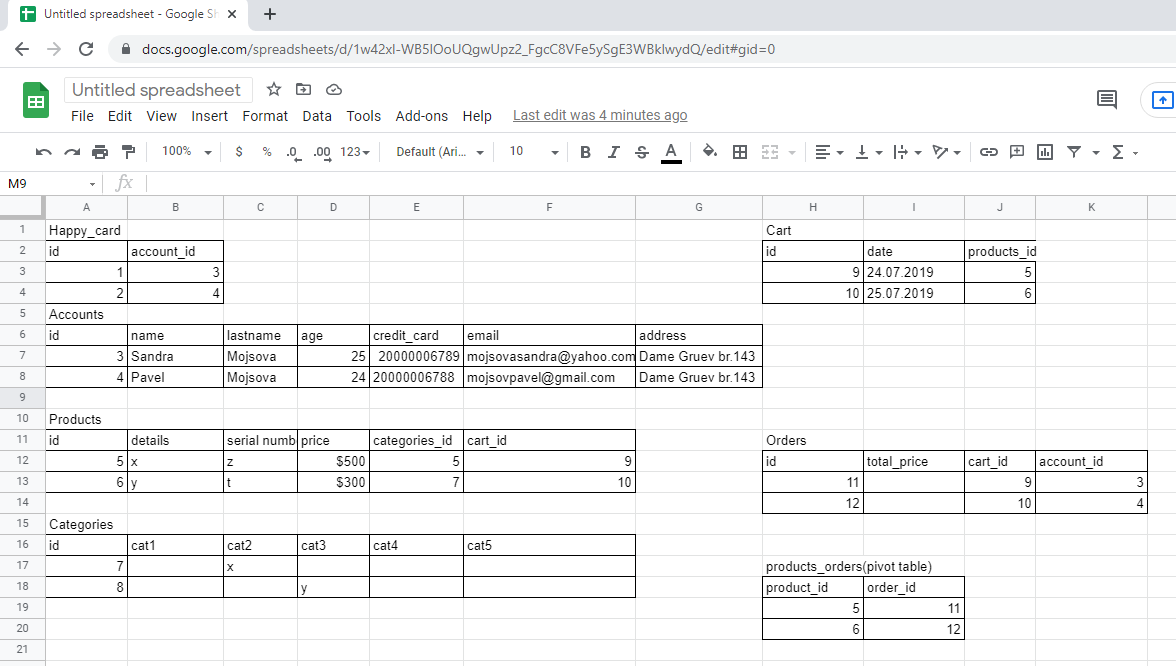 Untitled spreadsheet - Google Sh
docs.google.com/spreadsheets/d/1w42xl-WB5IOoUQgwUpz2_FgcC8VFe5ySgE3WBklwydQ/edit#gid=0
Untitled spreadsheet
File Edit View Insert Format Data Tools Add-ons Help Last edit was 4 minutes ago
100% $ % .0 .00 123 Default (Ari... 10 B I S A
M9 fx
A B C D E F G H I J K
1 Happy_card Cart
2 id account_id id date products_id
3 1 3 9 24.07.2019 5
4 2 4 10 25.07.2019 6
5 Accounts
6 id name lastname age credit_card email address
7 3 Sandra Mojsova 25 20000006789 mojsovasandra@yahoo.com Dame Gruev br.143
8 4 Pavel Mojsova 24 20000006788 mojsovpavel@gmail.com Dame Gruev br.143
9
10 Products
11 id details serial numb price categories_id cart_id Orders
12 5 x z $500 5 9 id total_price cart_id account_id
13 6 y t $300 7 10 11 9 3
14 12 10 4
15 Categories
16 id cat1 cat2 cat3 cat4 cat5
17 7 x products_orders(pivot table)
18 8 y product_id order_id
19 5 11
20 6 12
21